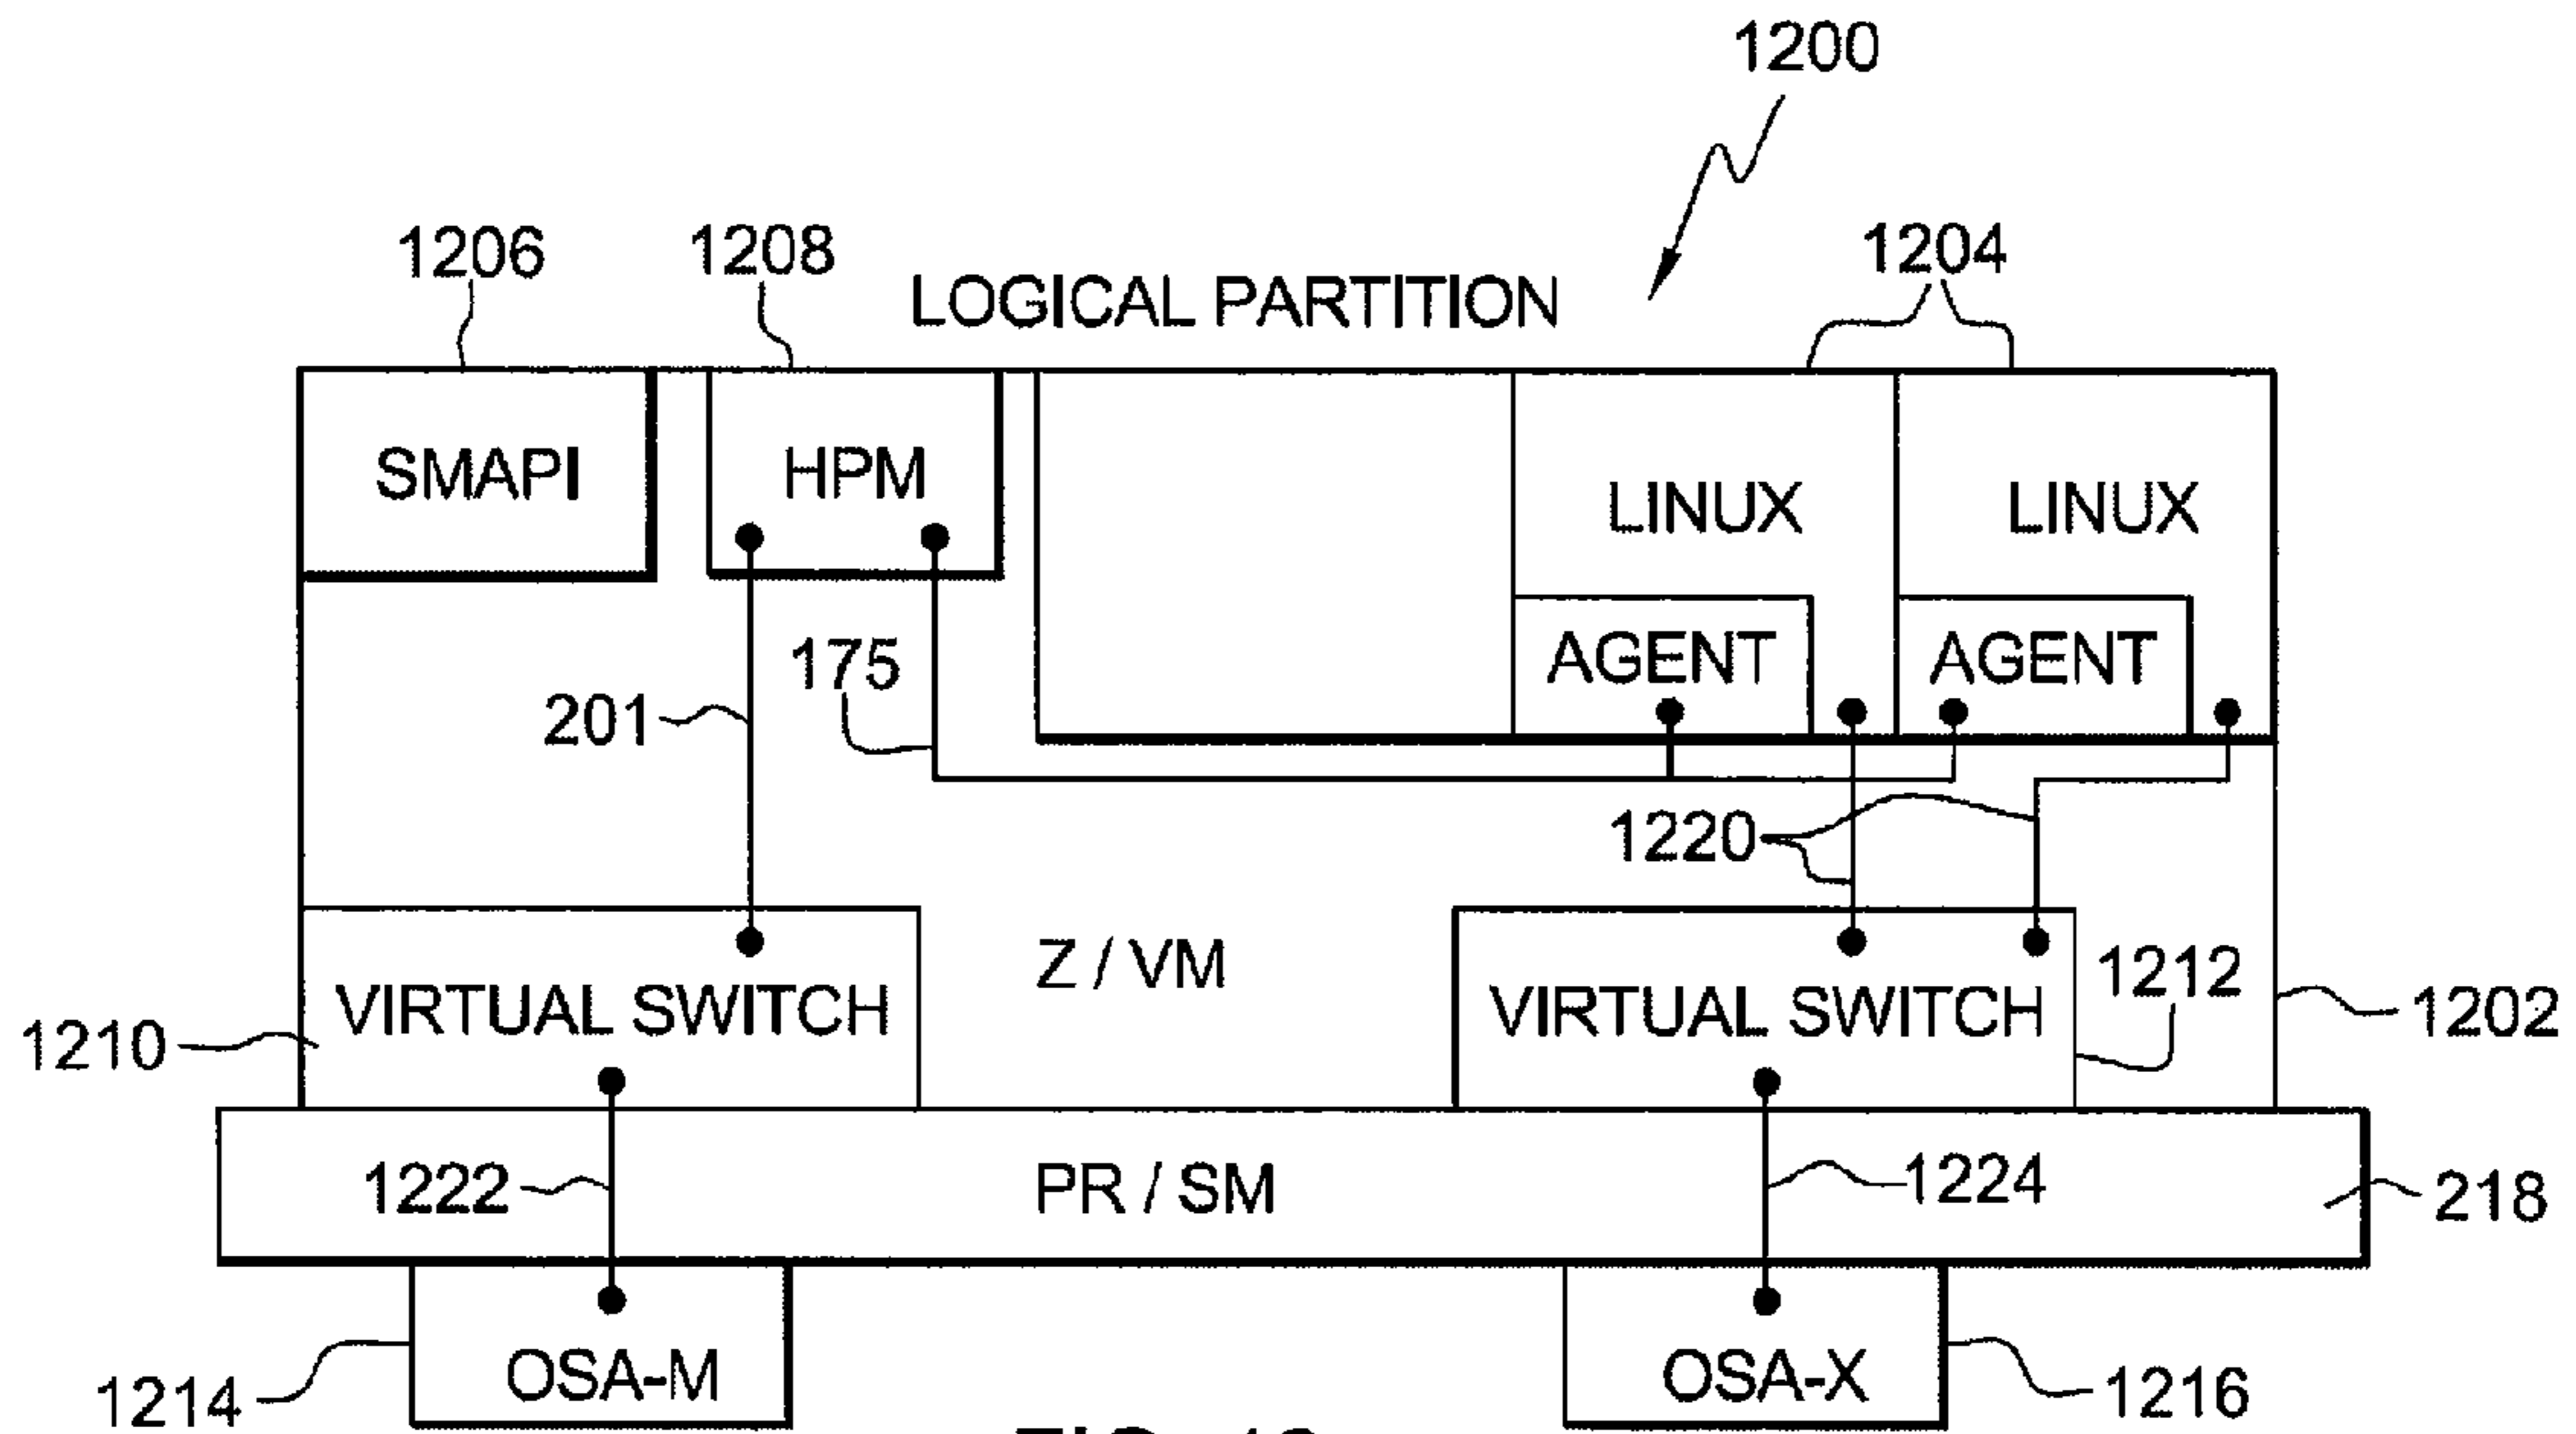 1200
1206
1208
1204
LOGICAL PARTITION
SMAPI
HPM
LINUX
LINUX
AGENT
AGENT
175
201
1220
Z / VM
VIRTUAL SWITCH
VIRTUAL SWITCH
1212
1202
1210
1222
PR / SM
1224
218
OSA-M
OSA-X
1214
1216